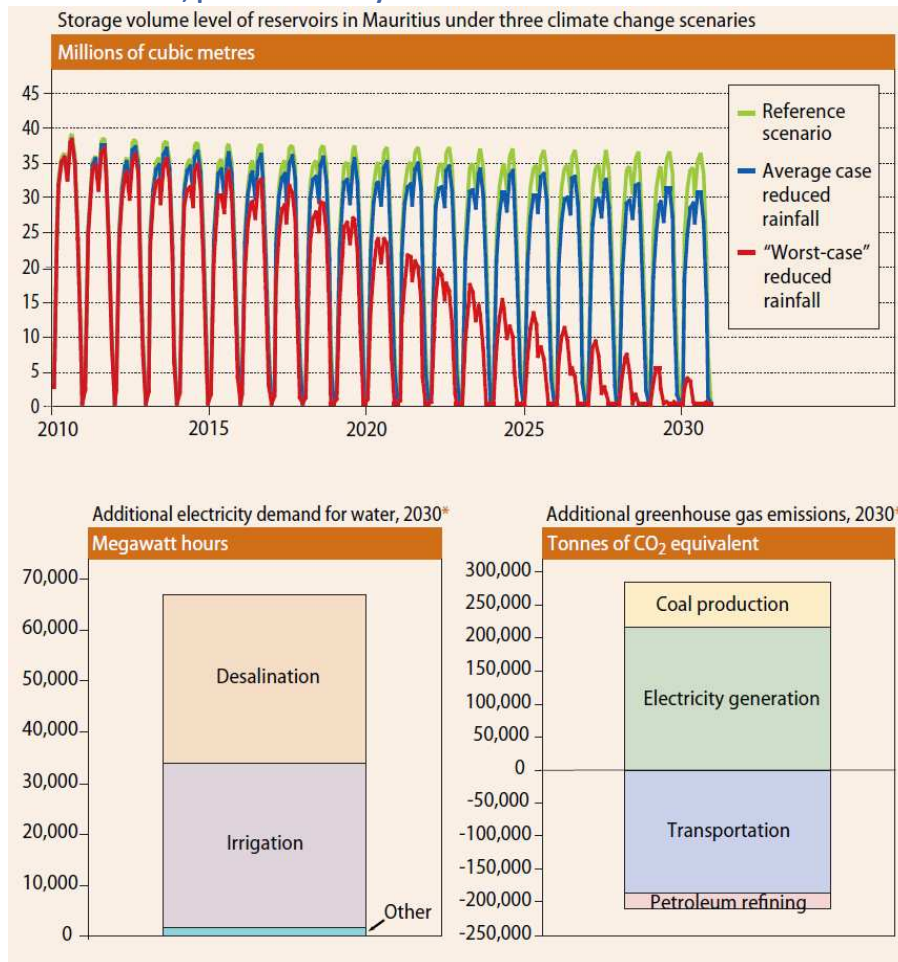 Storage volume level of reservoirs in Mauritius under three climate change scenarios
Millions of cubic metres
45
40
35
30
25
20
15
10
5
0
2010
2015
2020
2025
2030
Reference
scenario
Average case
reduced
rainfall
"Worst-case"
reduced
rainfall
Additional electricity demand for water, 2030*
Megawatt hours
70,000
60,000
50,000
40,000
30,000
20,000
10,000
0
Desalination
Irrigation
Other
Additional greenhouse gas emissions, 2030*
Tonnes of CO2 equivalent
300,000
250,000
200,000
150,000
100,000
50,000
0
-50,000
-100,000
-150,000
-200,000
-250,000
Coal production
Electricity generation
Transportation
Petroleum refining